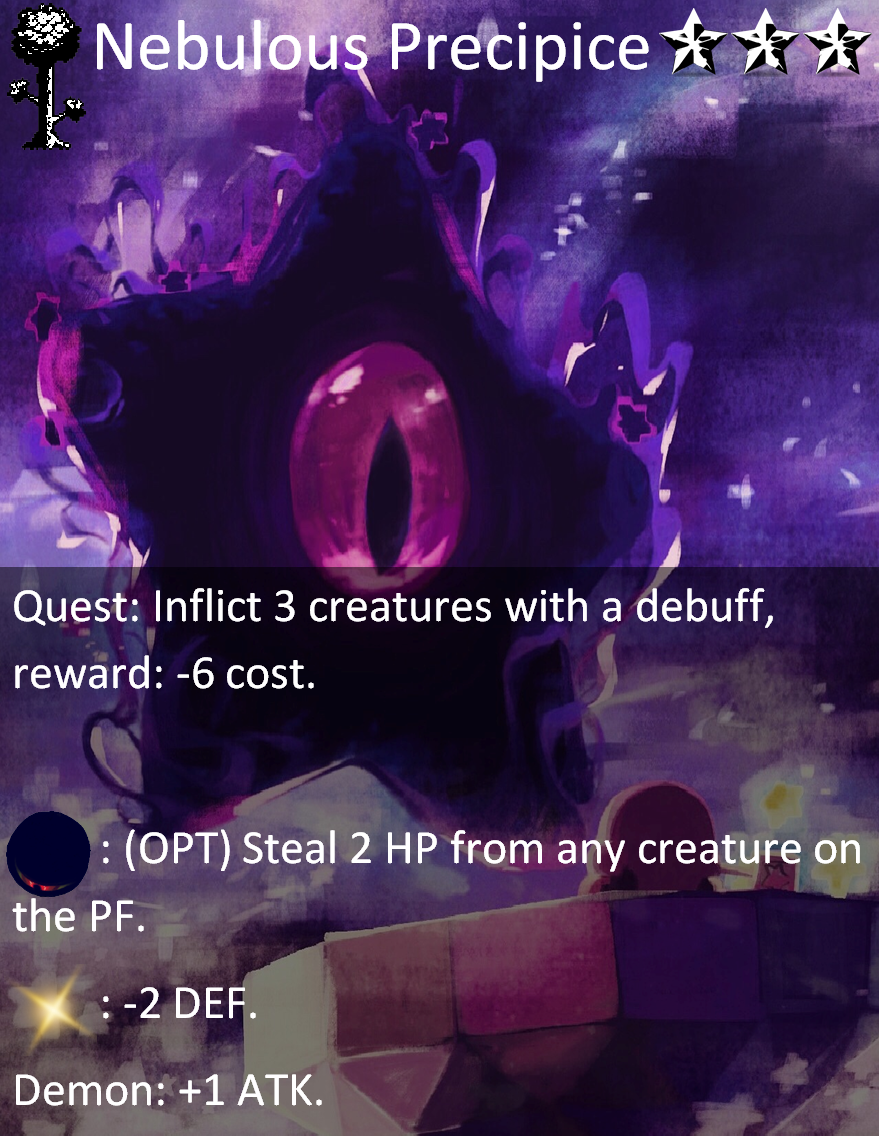 Nebulous Precipice
Quest: Inflict 3 creatures with a debuff,
reward: -6 cost.
: (OPT) Steal 2 HP from any creature on
the PF.
: -2 DEF.
Demon: +1 ATK.